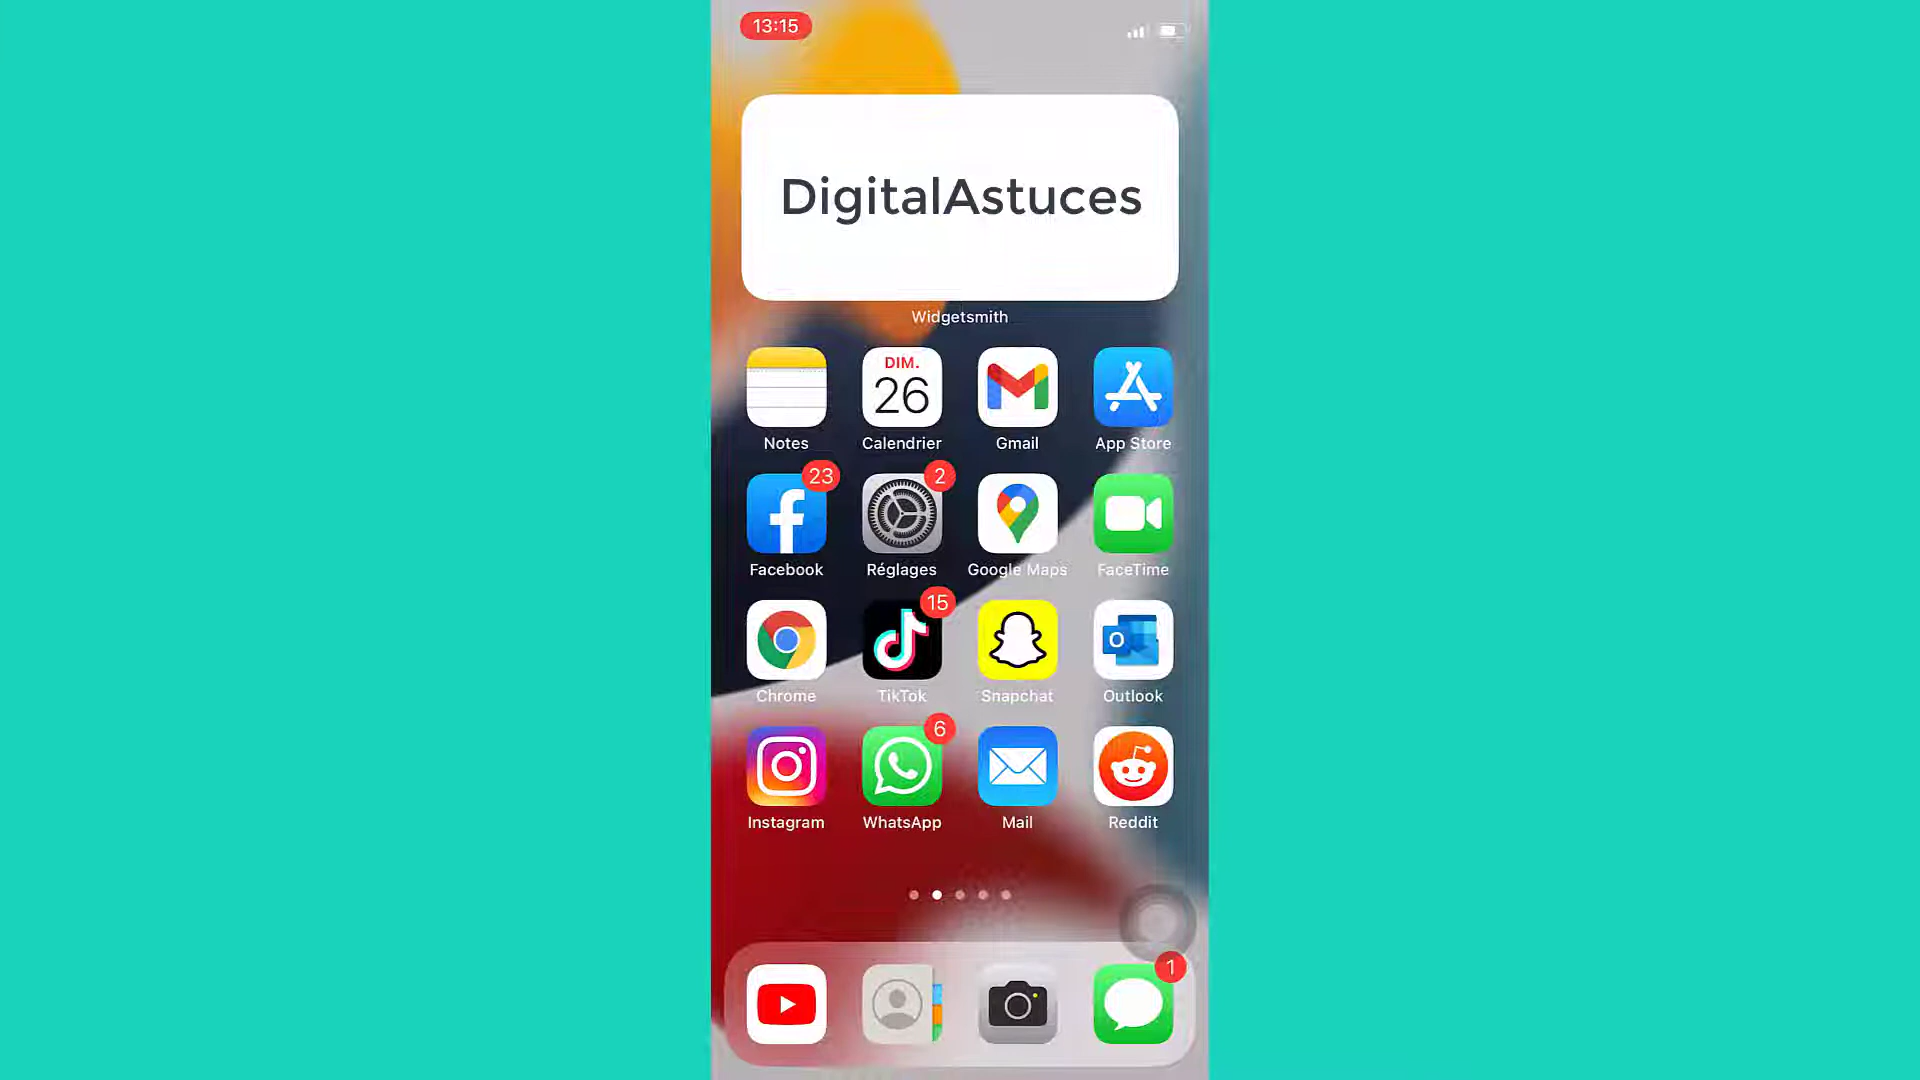 13:15
DigitalAstuces
Widgetsmith
DIM.
26
Notes Calendrier Gmail App Store
23 2
Facebook Réglages Google Maps FaceTime
15
Chrome TikTok Snapchat Outlook
6
Instagram WhatsApp Mail Reddit
1